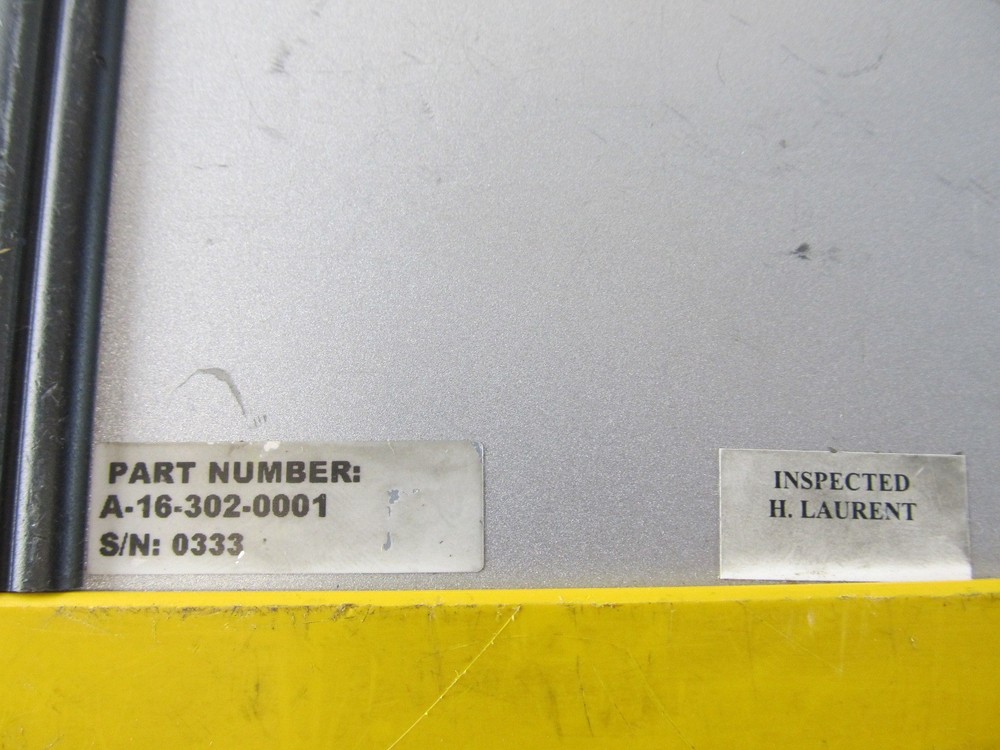 PART NUMBER:
A-16-302-0001
S/N: 0333
INSPECTED
H. LAURENT